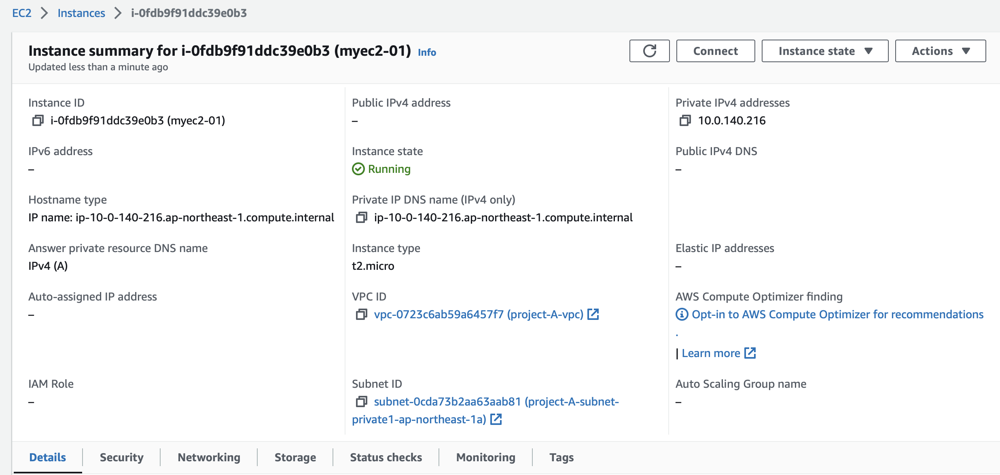 EC2 > Instances > i-0fdb9f91ddc39e0b3
Instance summary for i-0fdb9f91ddc39e0b3 (myec2-01) Info
Updated less than a minute ago
Connect
Instance state
Actions
Instance ID
i-0fdb9f91ddc39e0b3 (myec2-01)
Public IPv4 address
–
Private IPv4 addresses
10.0.140.216
IPv6 address
–
Instance state
Running
Public IPv4 DNS
–
Hostname type
IP name: ip-10-0-140-216.ap-northeast-1.compute.internal
Private IP DNS name (IPv4 only)
ip-10-0-140-216.ap-northeast-1.compute.internal
Answer private resource DNS name
IPv4 (A)
Instance type
t2.micro
Elastic IP addresses
–
Auto-assigned IP address
–
VPC ID
vpc-0723c6ab59a6457f7 (project-A-vpc)
AWS Compute Optimizer finding
Opt-in to AWS Compute Optimizer for recommendations
.
| Learn more
IAM Role
–
Subnet ID
subnet-0cda73b2aa63aab81 (project-A-subnet-
private1-ap-northeast-1a)
Auto Scaling Group name
–
Details
Security
Networking
Storage
Status checks
Monitoring
Tags